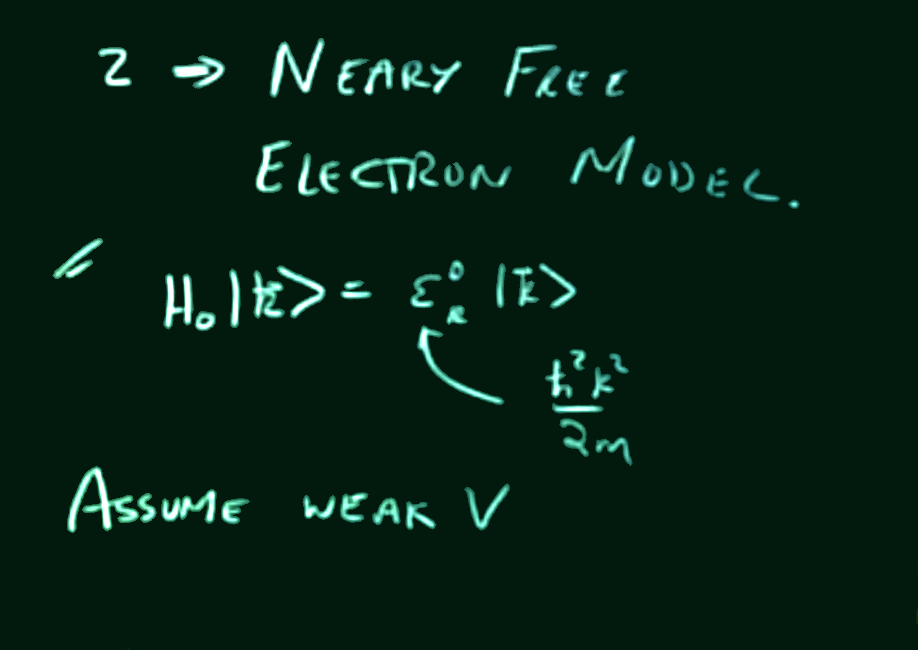 2 → NEARY FREE
ELECTRON MODEL.
H₀|k> = ε⁰ₖ |k>
ħ²k²
2m
ASSUME WEAK V